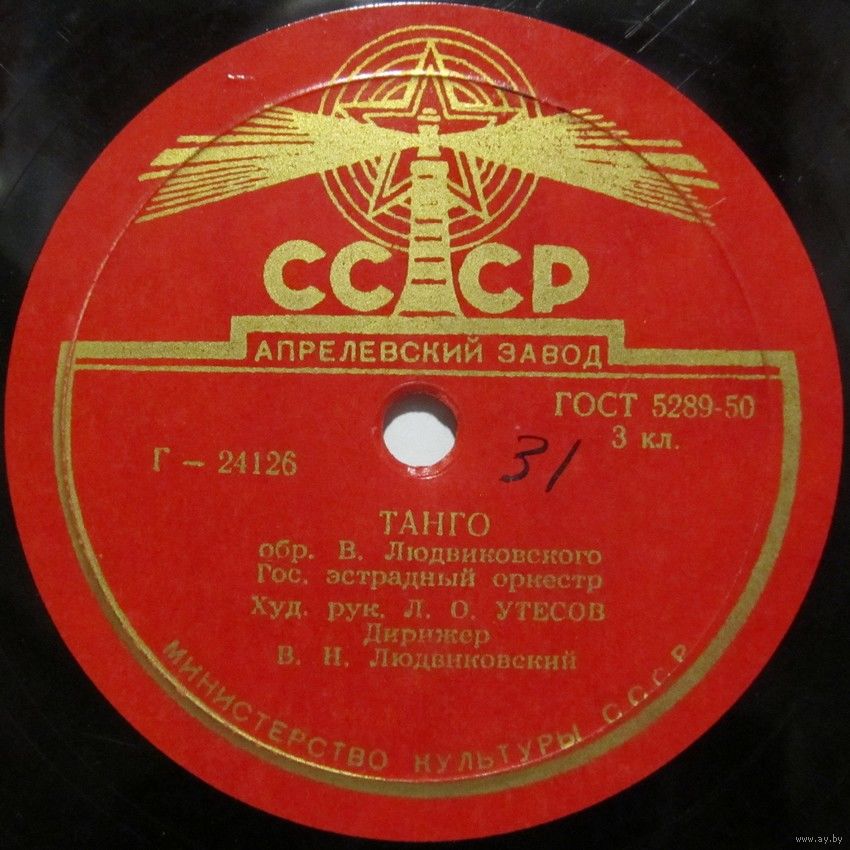 СССР
АПРЕЛЕВСКИЙ ЗАВОД
ГОСТ 5289-50
3 кл.
Г – 24126
31
ТАНГО
обр. В. Людвиковского
Гос. эстрадный оркестр
Худ. рук. Л. О. УТЕСОВ
Дирижер
В. Н. Людвиковский
МИНИСТЕРСТВО КУЛЬТУРЫ СССР
www.ay.by